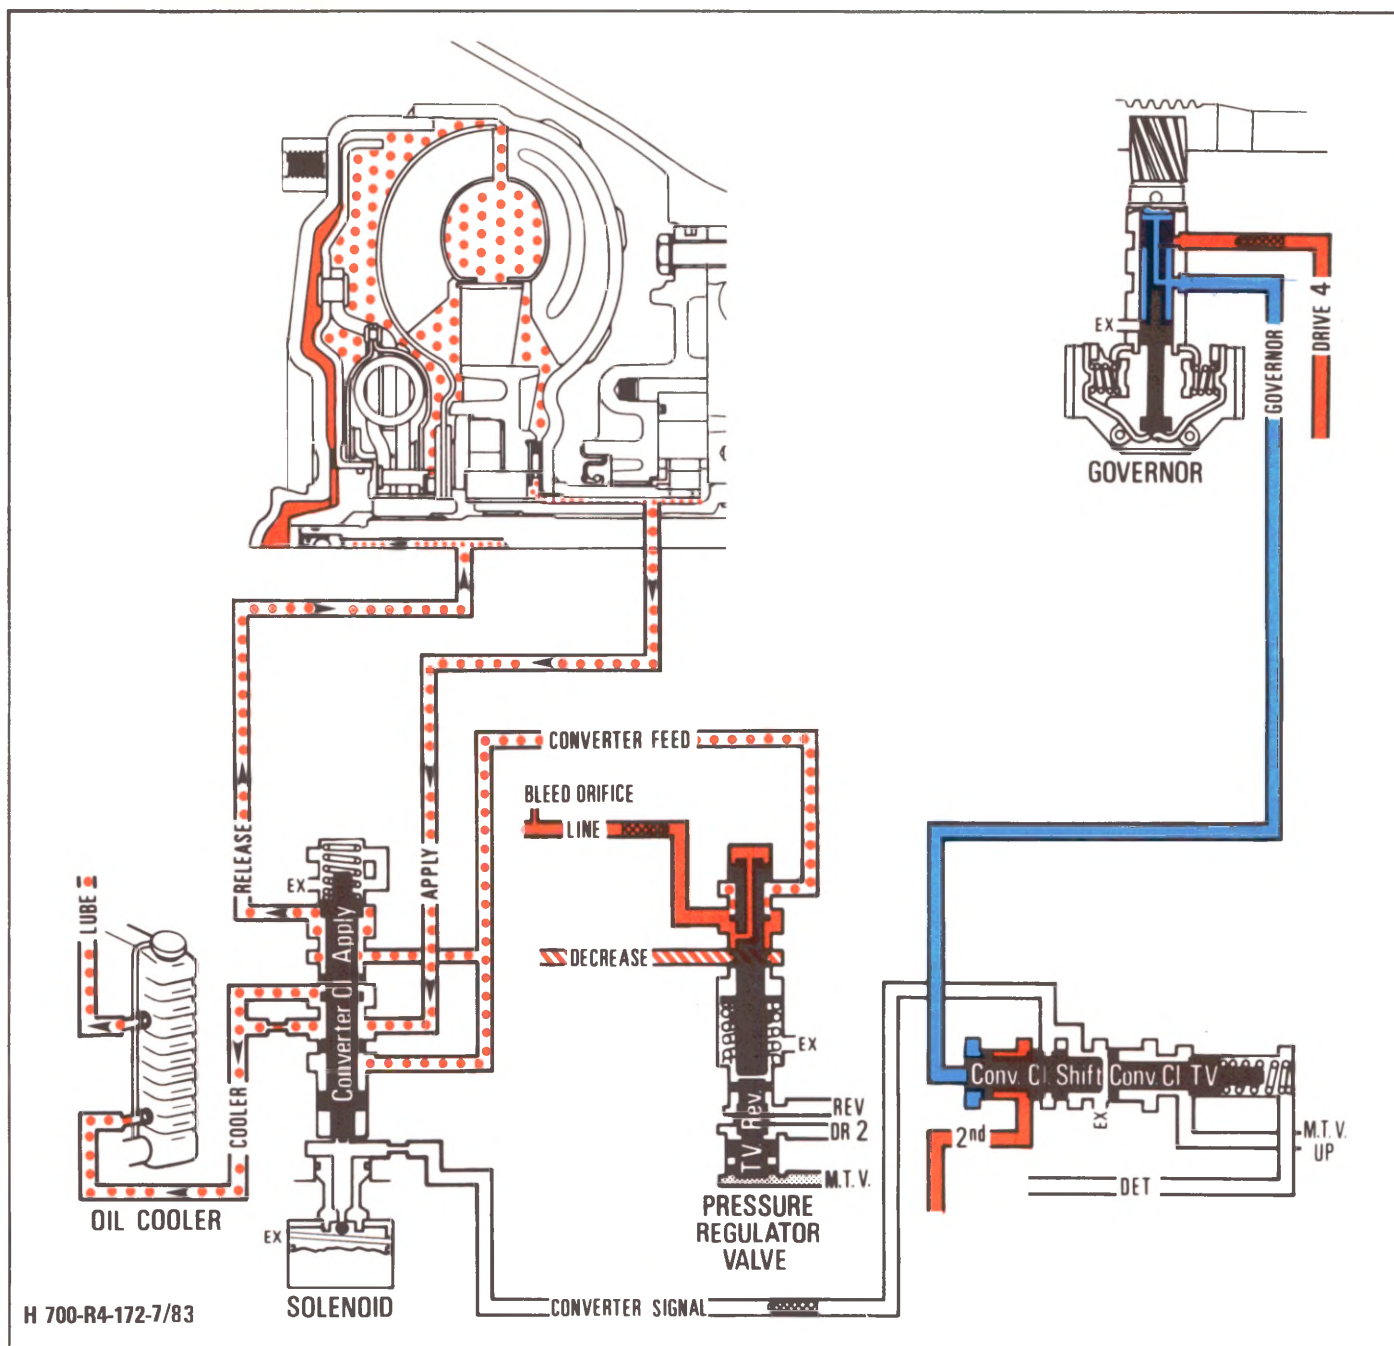 EX
GOVERNOR
DRIVE 4
GOVERNOR
CONVERTER FEED
BLEED ORIFICE
LINE
RELEASE
APPLY
EX
LUBE
Converter Cl. Apply
DECREASE
EX
COOLER
Conv. Cl. Shift
Conv. Cl TV
EX
T.V. Rev.
REV
DR 2
M.T.V.
2nd
M.T.V.
UP
DET
OIL COOLER
EX
PRESSURE
REGULATOR
VALVE
SOLENOID
CONVERTER SIGNAL
H 700-R4-172-7/83